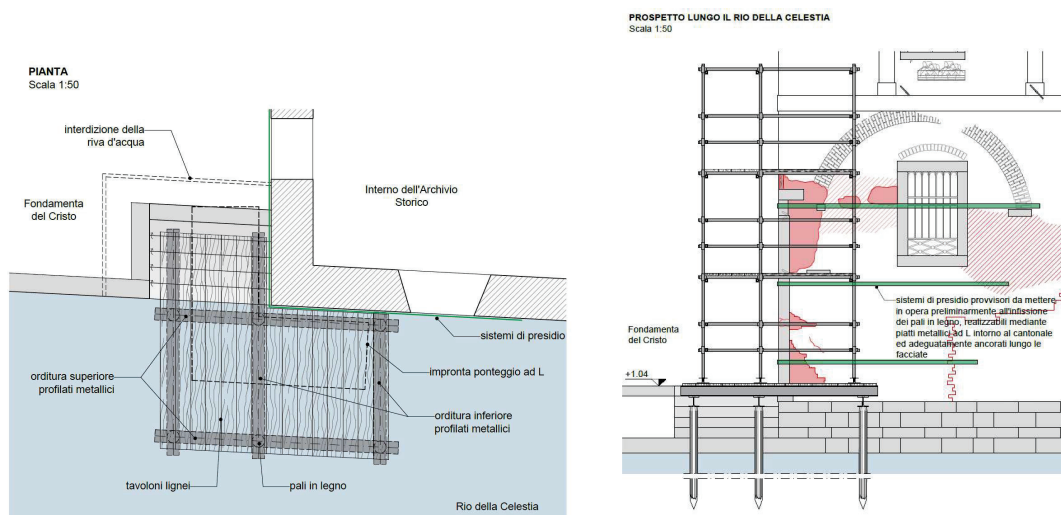 PIANTA
Scala 1:50
interdizione della
riva d'acqua
Fondamenta
del Cristo
Interno dell'Archivio
Storico
sistemi di presidio
impronta ponteggio ad L
orditura superiore
profilati metallici
orditura inferiore
profilati metallici
tavoloni lignei
pali in legno
Rio della Celestia
PROSPETTO LUNGO IL RIO DELLA CELESTIA
Scala 1:50
sistemi di presidio provvisori da mettere
in opera preliminarmente all'infissione
dei pali in legno, realizzabili mediante
piatti metallici ad L intorno al cantonale
ed adeguatamente ancorati lungo le
facciate
Fondamenta
del Cristo
+1.04